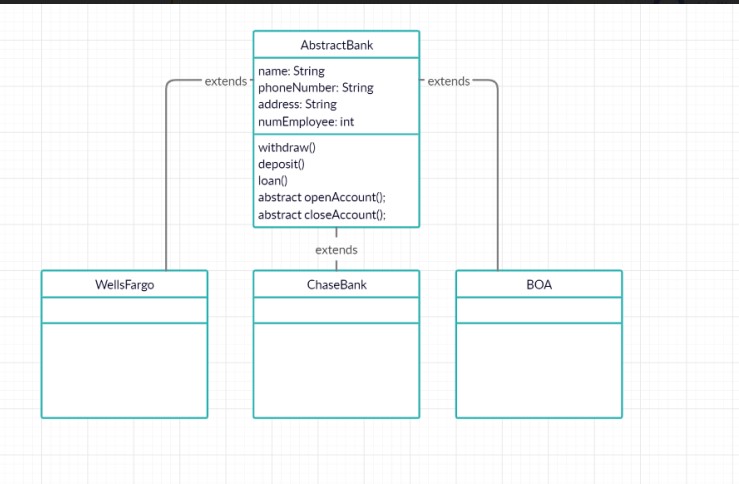 AbstractBank
name: String
phoneNumber: String
address: String
numEmployee: int
withdraw()
deposit()
loan()
abstract openAccount();
abstract closeAccount();
extends
extends
extends
WellsFargo
ChaseBank
BOA